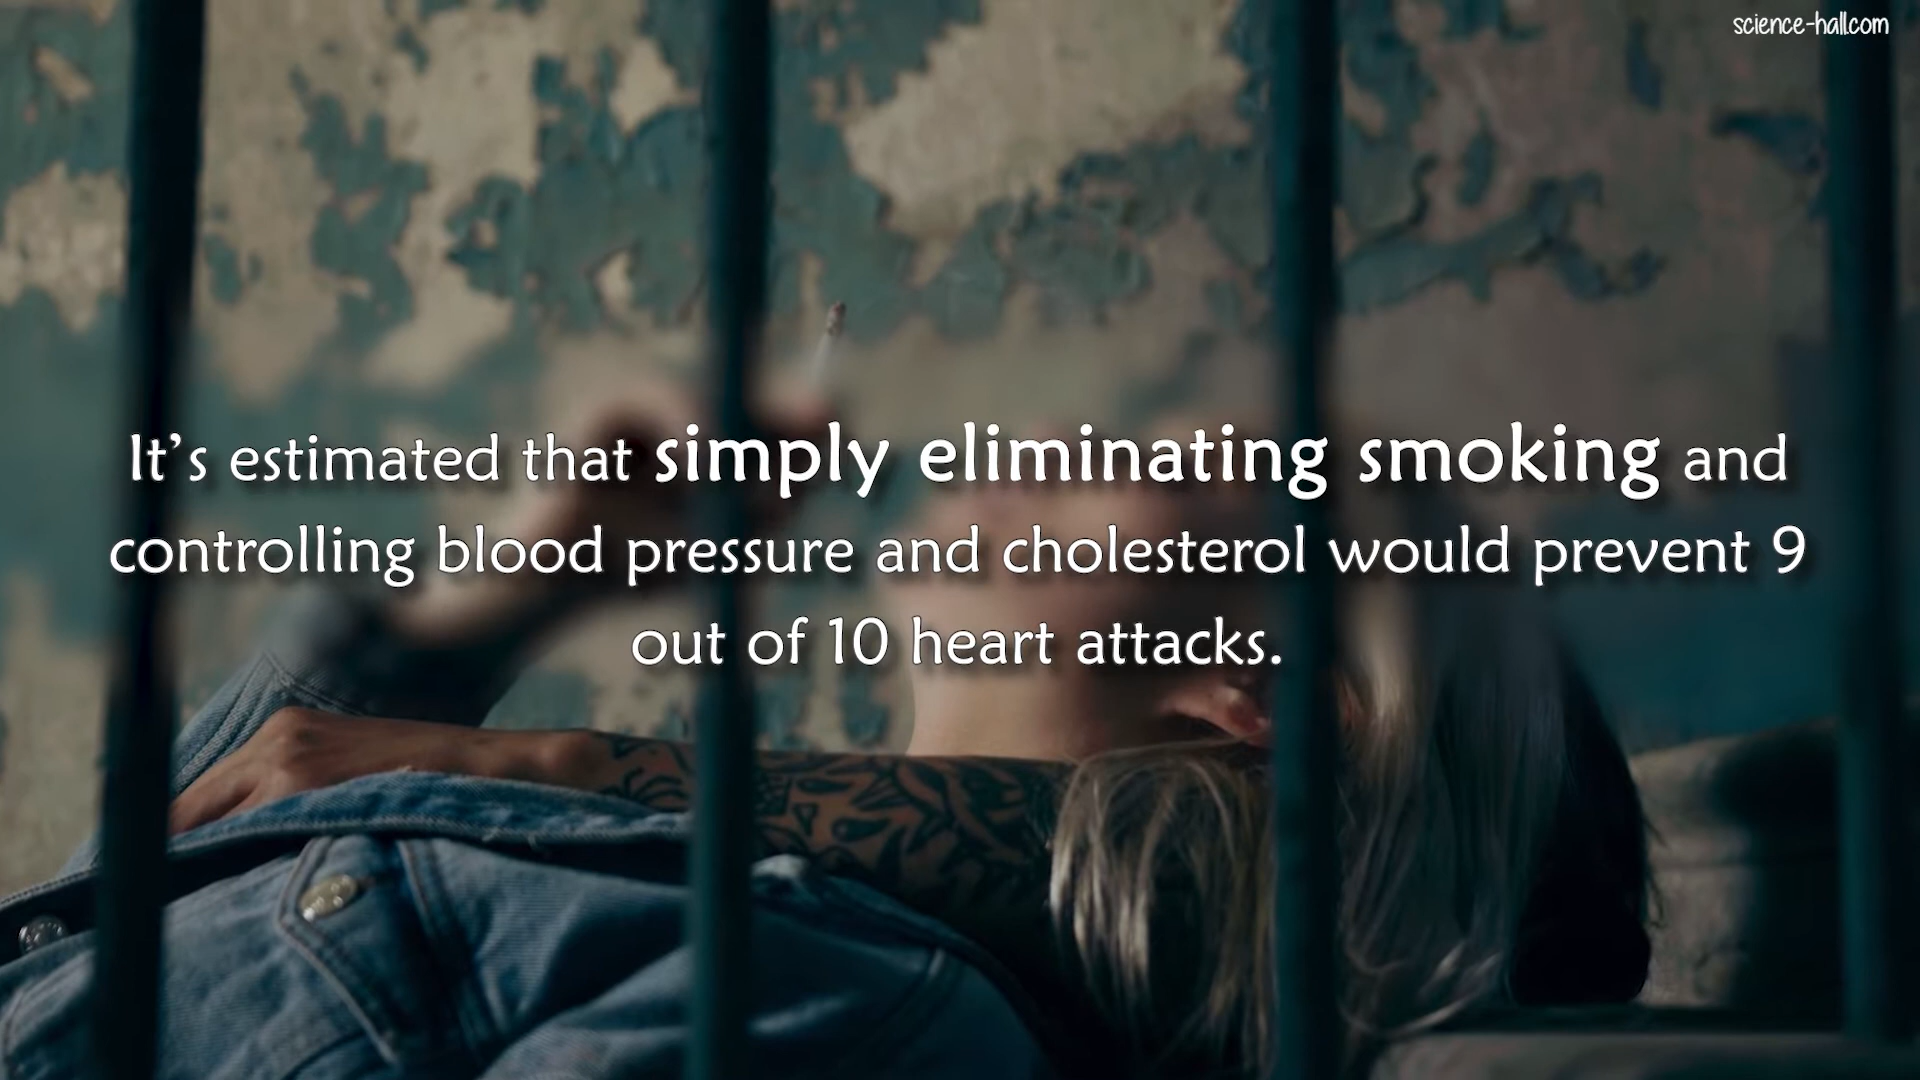 science-hall.com
It's estimated that simply eliminating smoking and
controlling blood pressure and cholesterol would prevent 9
out of 10 heart attacks.